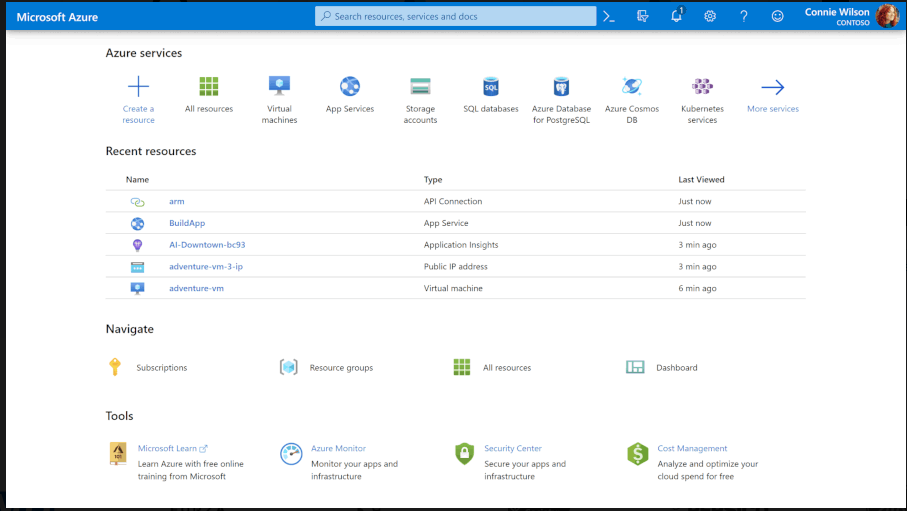 Microsoft Azure
Search resources, services and docs
1
Connie Wilson
CONTOSO
Azure services
Create a
resource
All resources
Virtual
machines
App Services
Storage
accounts
SQL
SQL databases
Azure Database
for PostgreSQL
Azure Cosmos
DB
Kubernetes
services
More services
Recent resources
Name Type Last Viewed
arm API Connection Just now
BuildApp App Service Just now
AI-Downtown-bc93 Application Insights 3 min ago
adventure-vm-3-ip Public IP address 3 min ago
adventure-vm Virtual machine 6 min ago
Navigate
Subscriptions Resource groups All resources Dashboard
Tools
Microsoft Learn
Learn Azure with free online
training from Microsoft
Azure Monitor
Monitor your apps and
infrastructure
Security Center
Secure your apps and
infrastructure
$
Cost Management
Analyze and optimize your
cloud spend for free